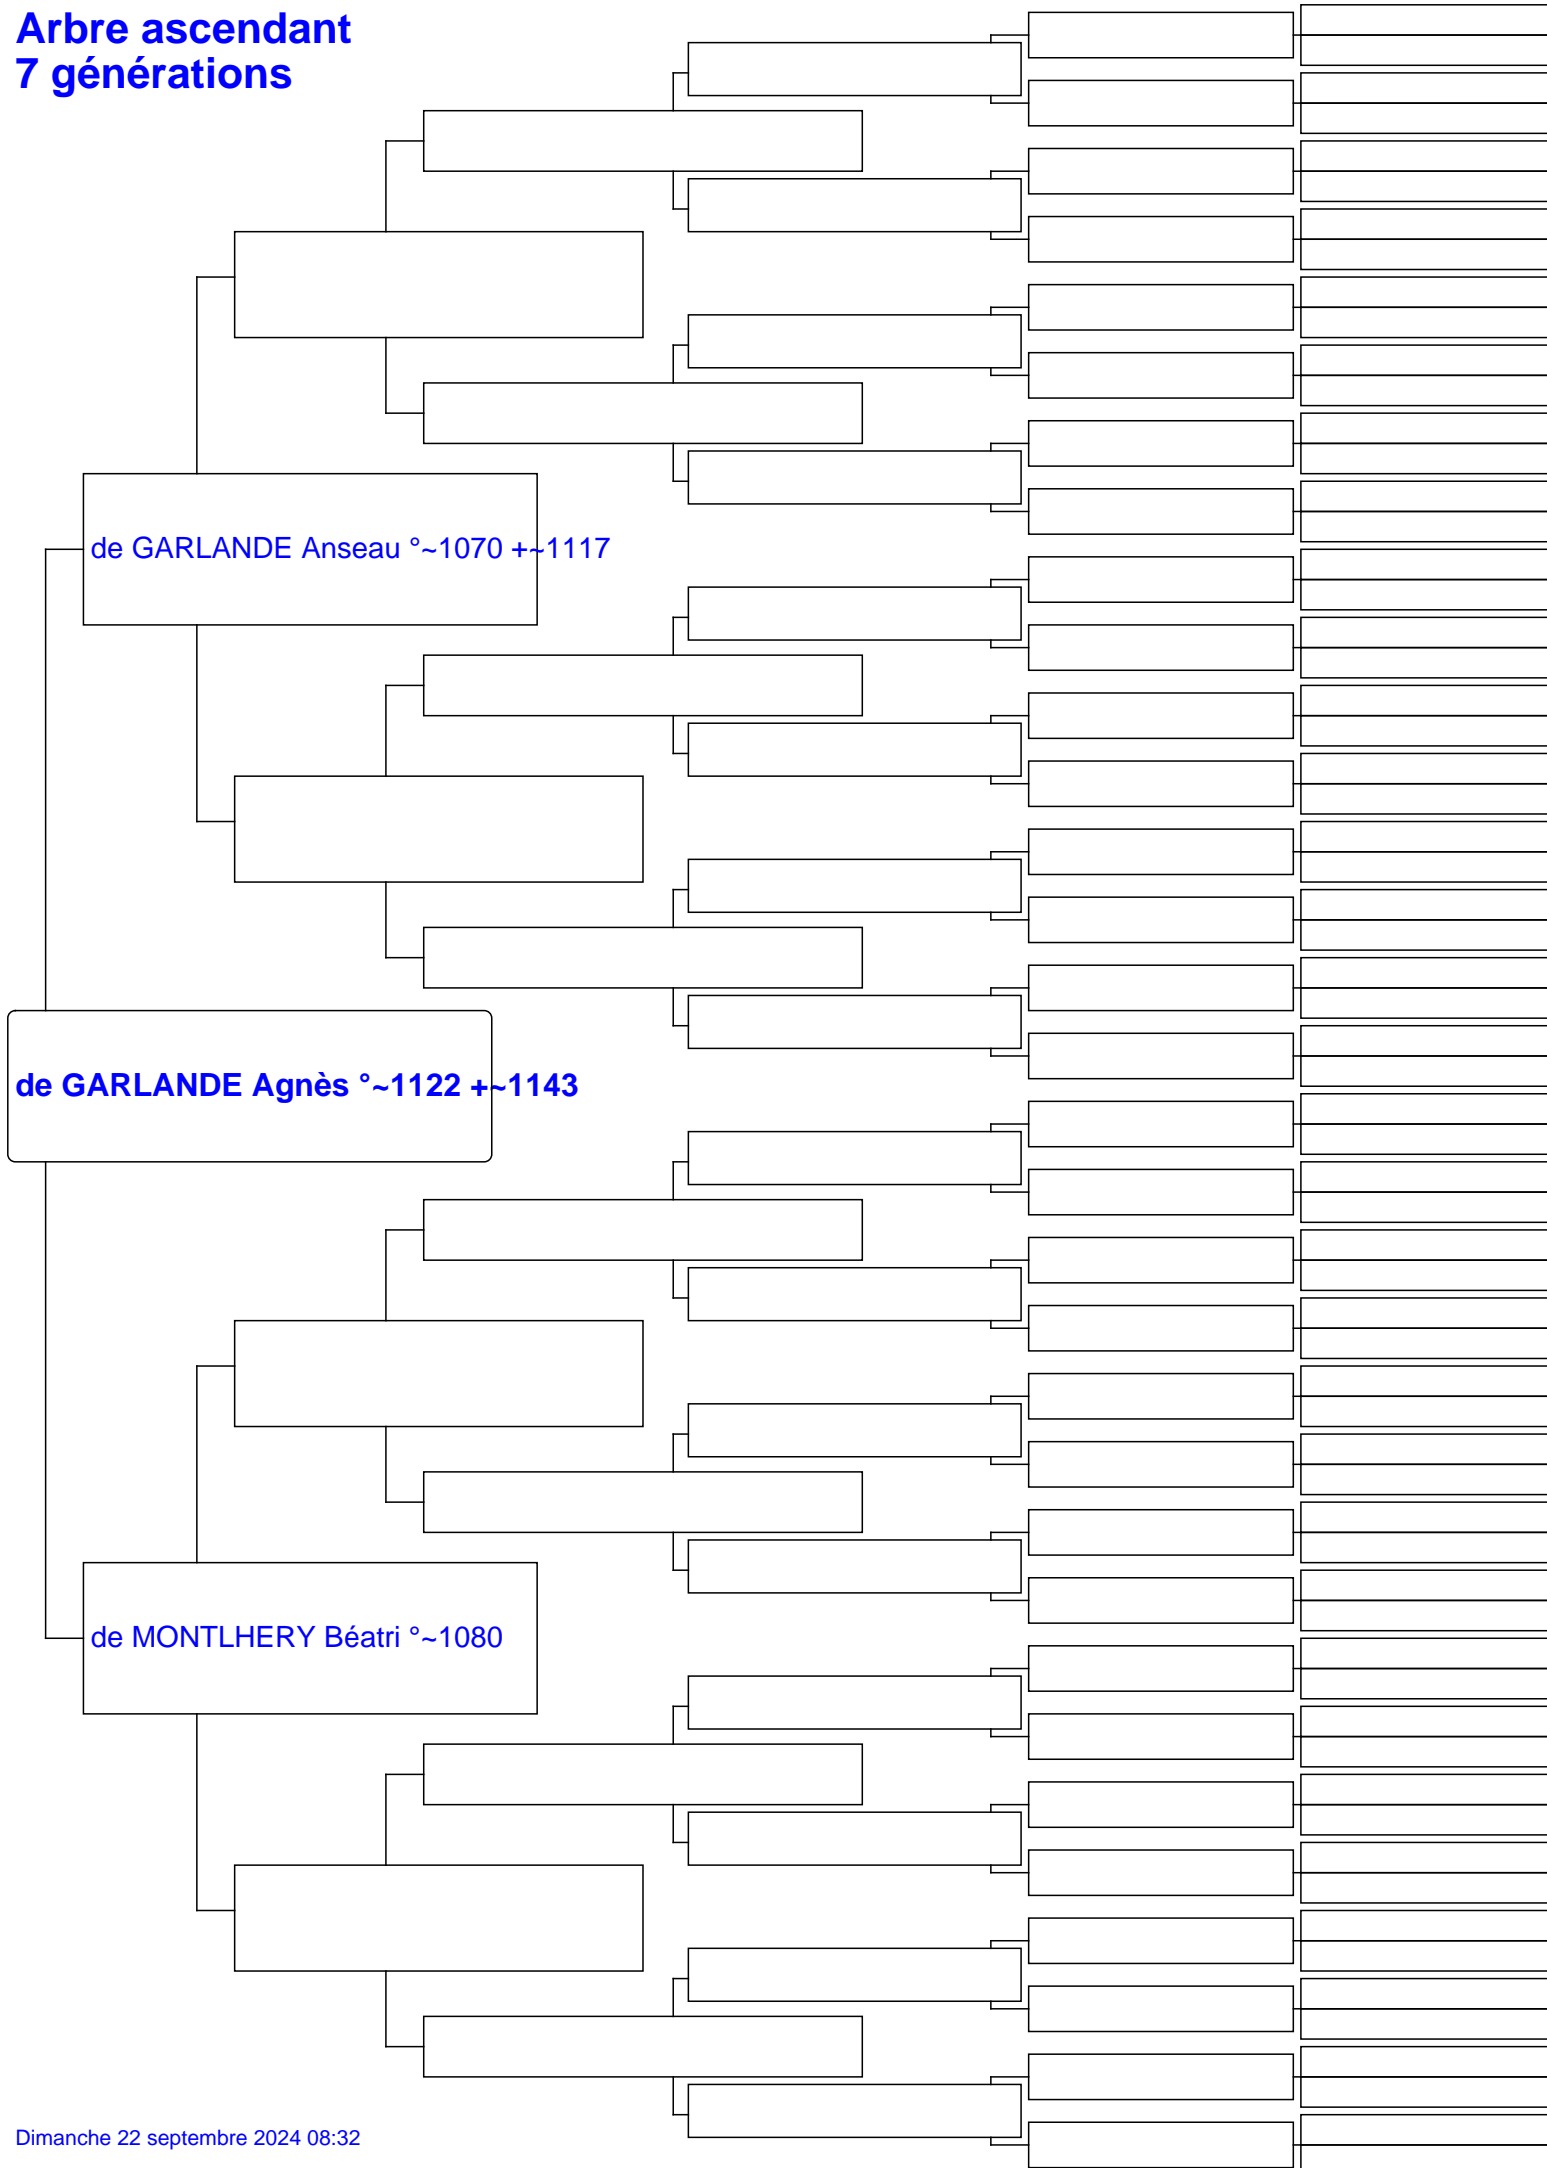 Arbre ascendant
7 générations
de GARLANDE Anseau °~1070 +~1117
de GARLANDE Agnès °~1122 +~1143
de MONTLHERY Béatri °~1080
Dimanche 22 septembre 2024 08:32